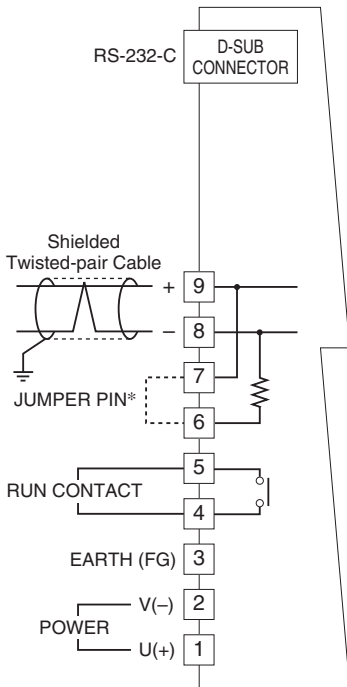 RS-232-C
D-SUB
CONNECTOR
Shielded
Twisted-pair Cable
+ 9
– 8
7
JUMPER PIN*
6
5
RUN CONTACT
4
EARTH (FG) 3
V(–) 2
POWER
U(+) 1